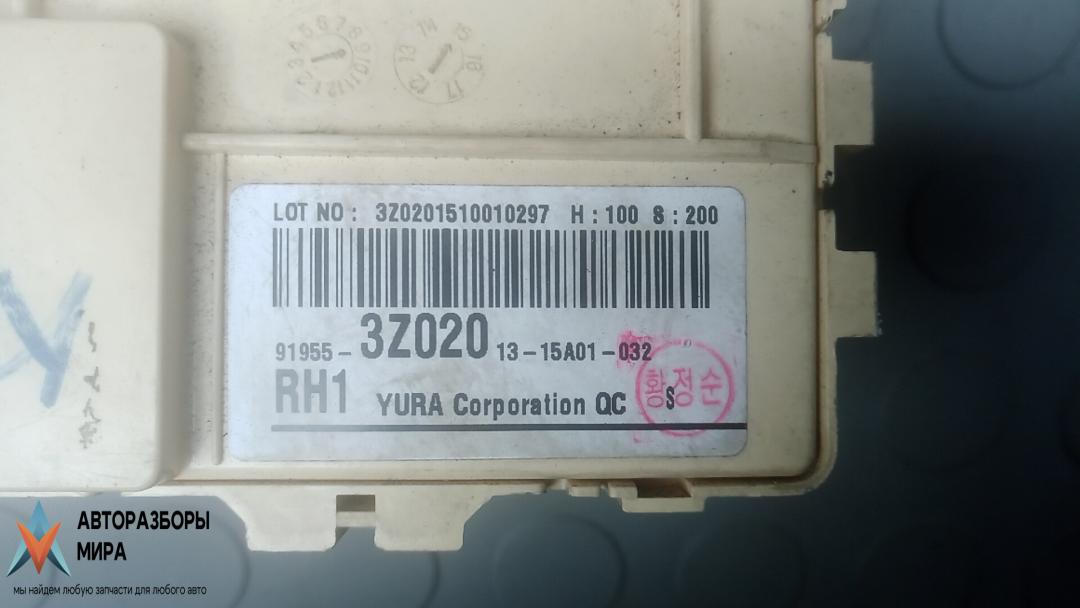 LOT NO : 3Z0201510010297 H : 100 S : 200
91955 - 3Z020 13 - 15A01 - 032
RH1 YURA Corporation QC S
황정순
АВТОРАЗБОРЫ
МИРА
мы найдем любую запчасти для любого авто